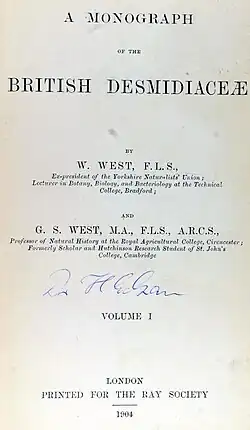 A MONOGRAPH
OF THE
BRITISH DESMIDIACEÆ
BY
W. WEST, F.L.S.,
Ex-president of the Yorkshire Naturalists' Union;
Lecturer in Botany, Biology, and Bacteriology at the Technical
College, Bradford;
AND
G. S. WEST, M.A., F.L.S., A.R.C.S.,
Professor of Natural History at the Royal Agricultural College, Cirencester;
Formerly Scholar and Hutchinson Research Student of St. John's
College, Cambridge
VOLUME I
LONDON
PRINTED FOR THE RAY SOCIETY
1904